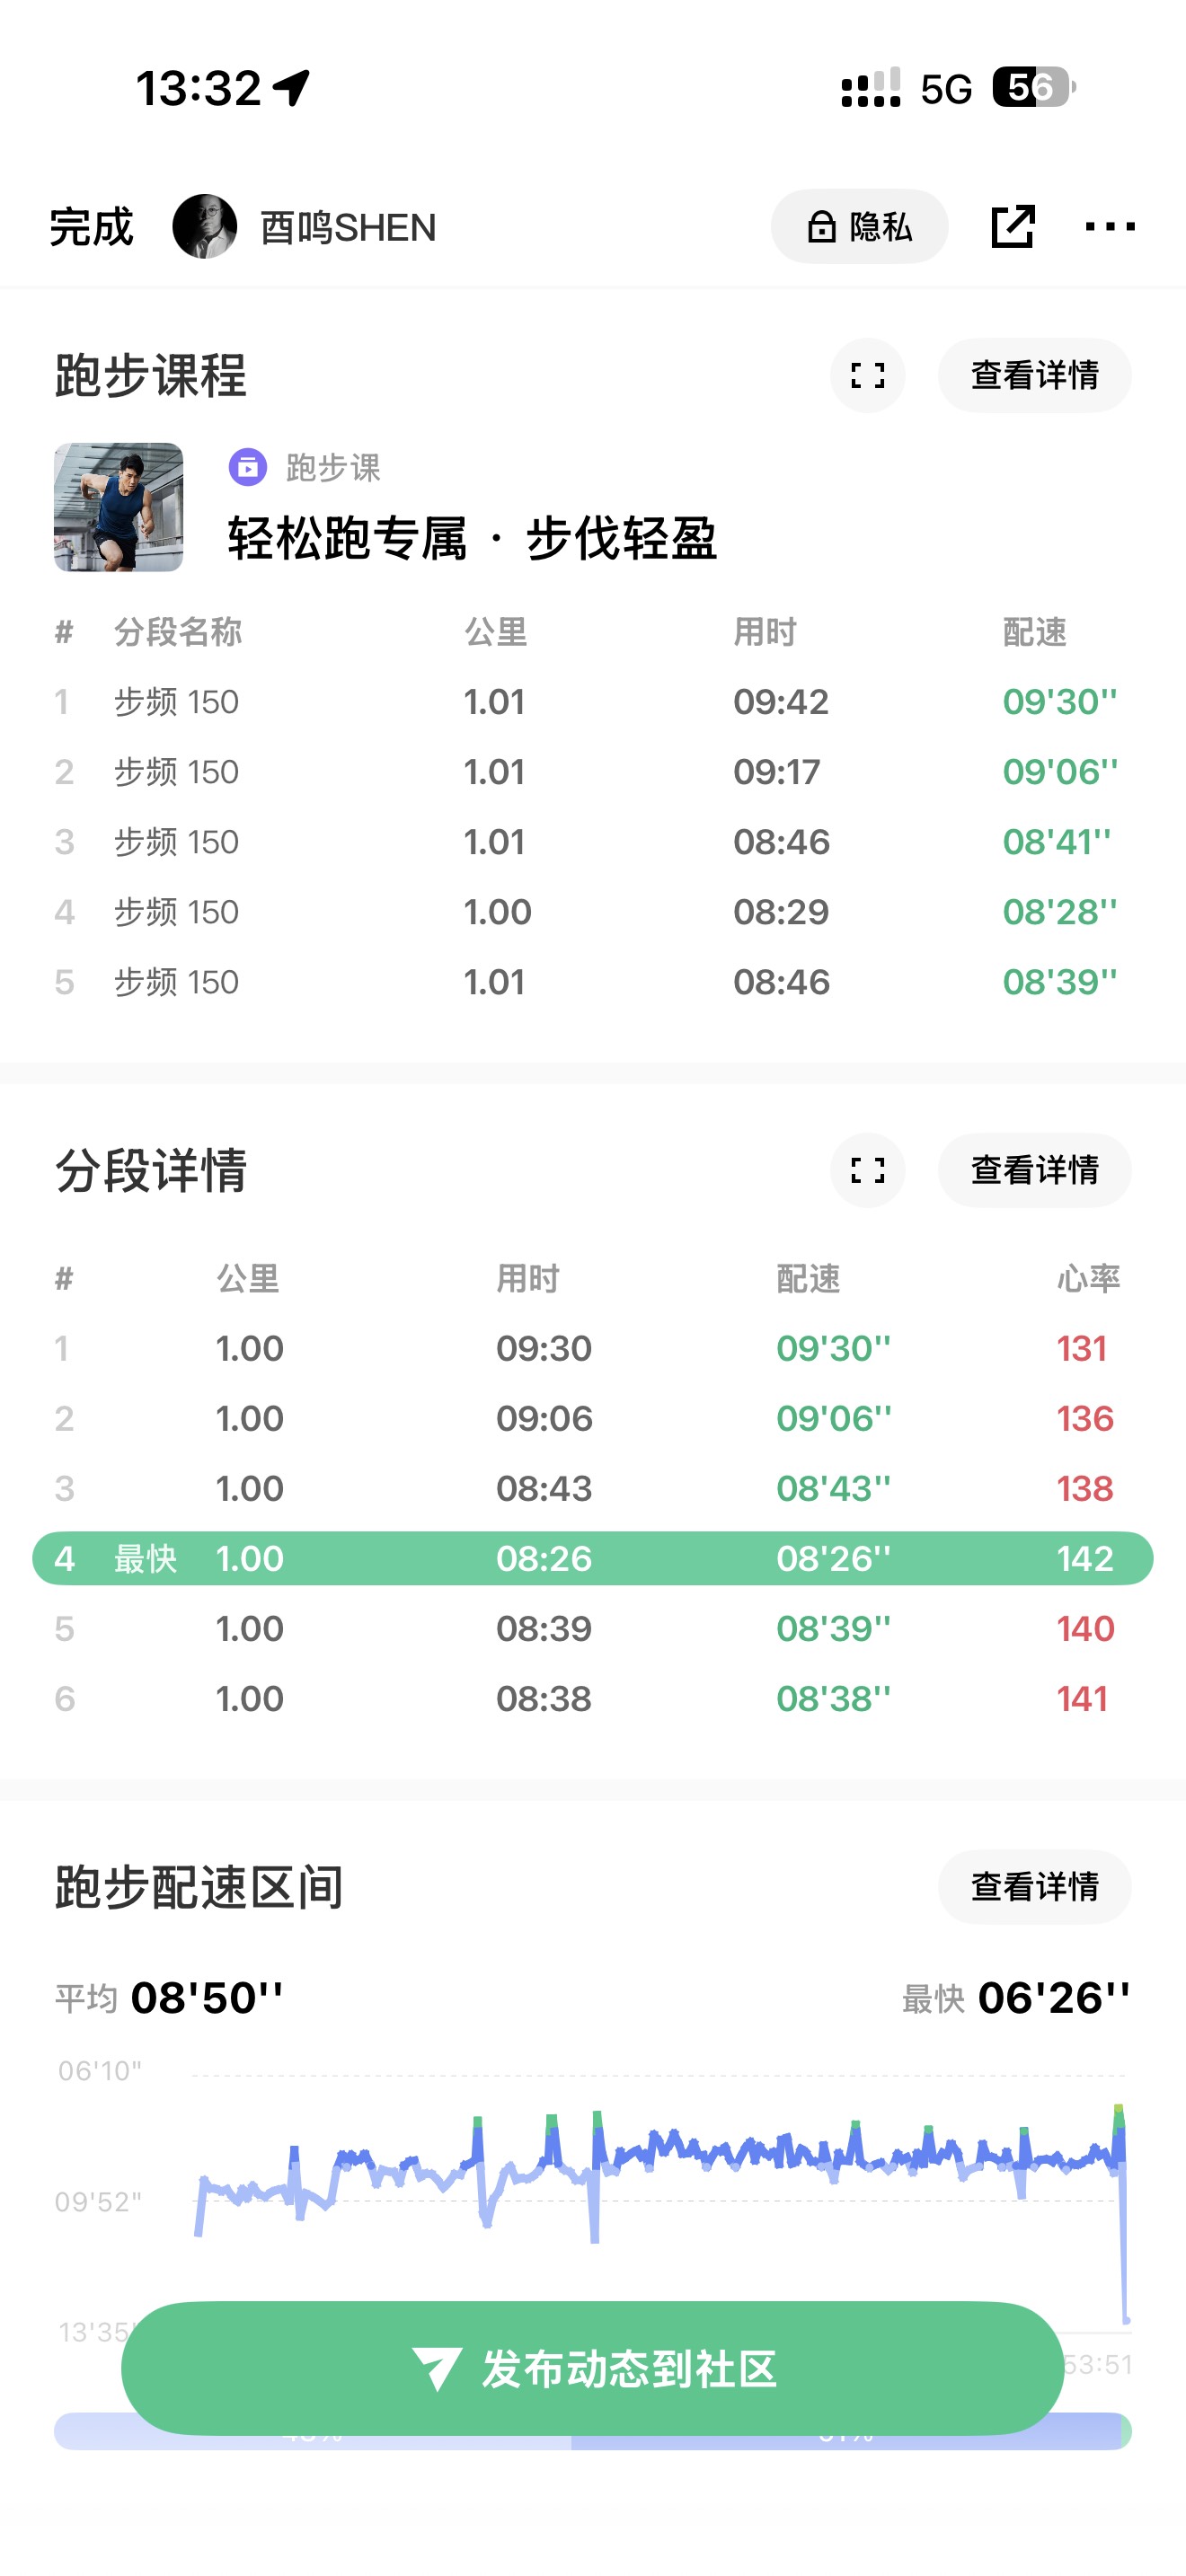 13:32 5G 56
完成 酉鸣SHEN 隐私
跑步课程 查看详情
跑步课
轻松跑专属 · 步伐轻盈
# 分段名称 公里 用时 配速
1 步频 150 1.01 09:42 09'30''
2 步频 150 1.01 09:17 09'06''
3 步频 150 1.01 08:46 08'41''
4 步频 150 1.00 08:29 08'28''
5 步频 150 1.01 08:46 08'39''
分段详情 查看详情
# 公里 用时 配速 心率
1 1.00 09:30 09'30'' 131
2 1.00 09:06 09'06'' 136
3 1.00 08:43 08'43'' 138
4 最快 1.00 08:26 08'26'' 142
5 1.00 08:39 08'39'' 140
6 1.00 08:38 08'38'' 141
跑步配速区间 查看详情
平均 08'50'' 最快 06'26''
06'10"
09'52"
13'35
53:51
发布动态到社区